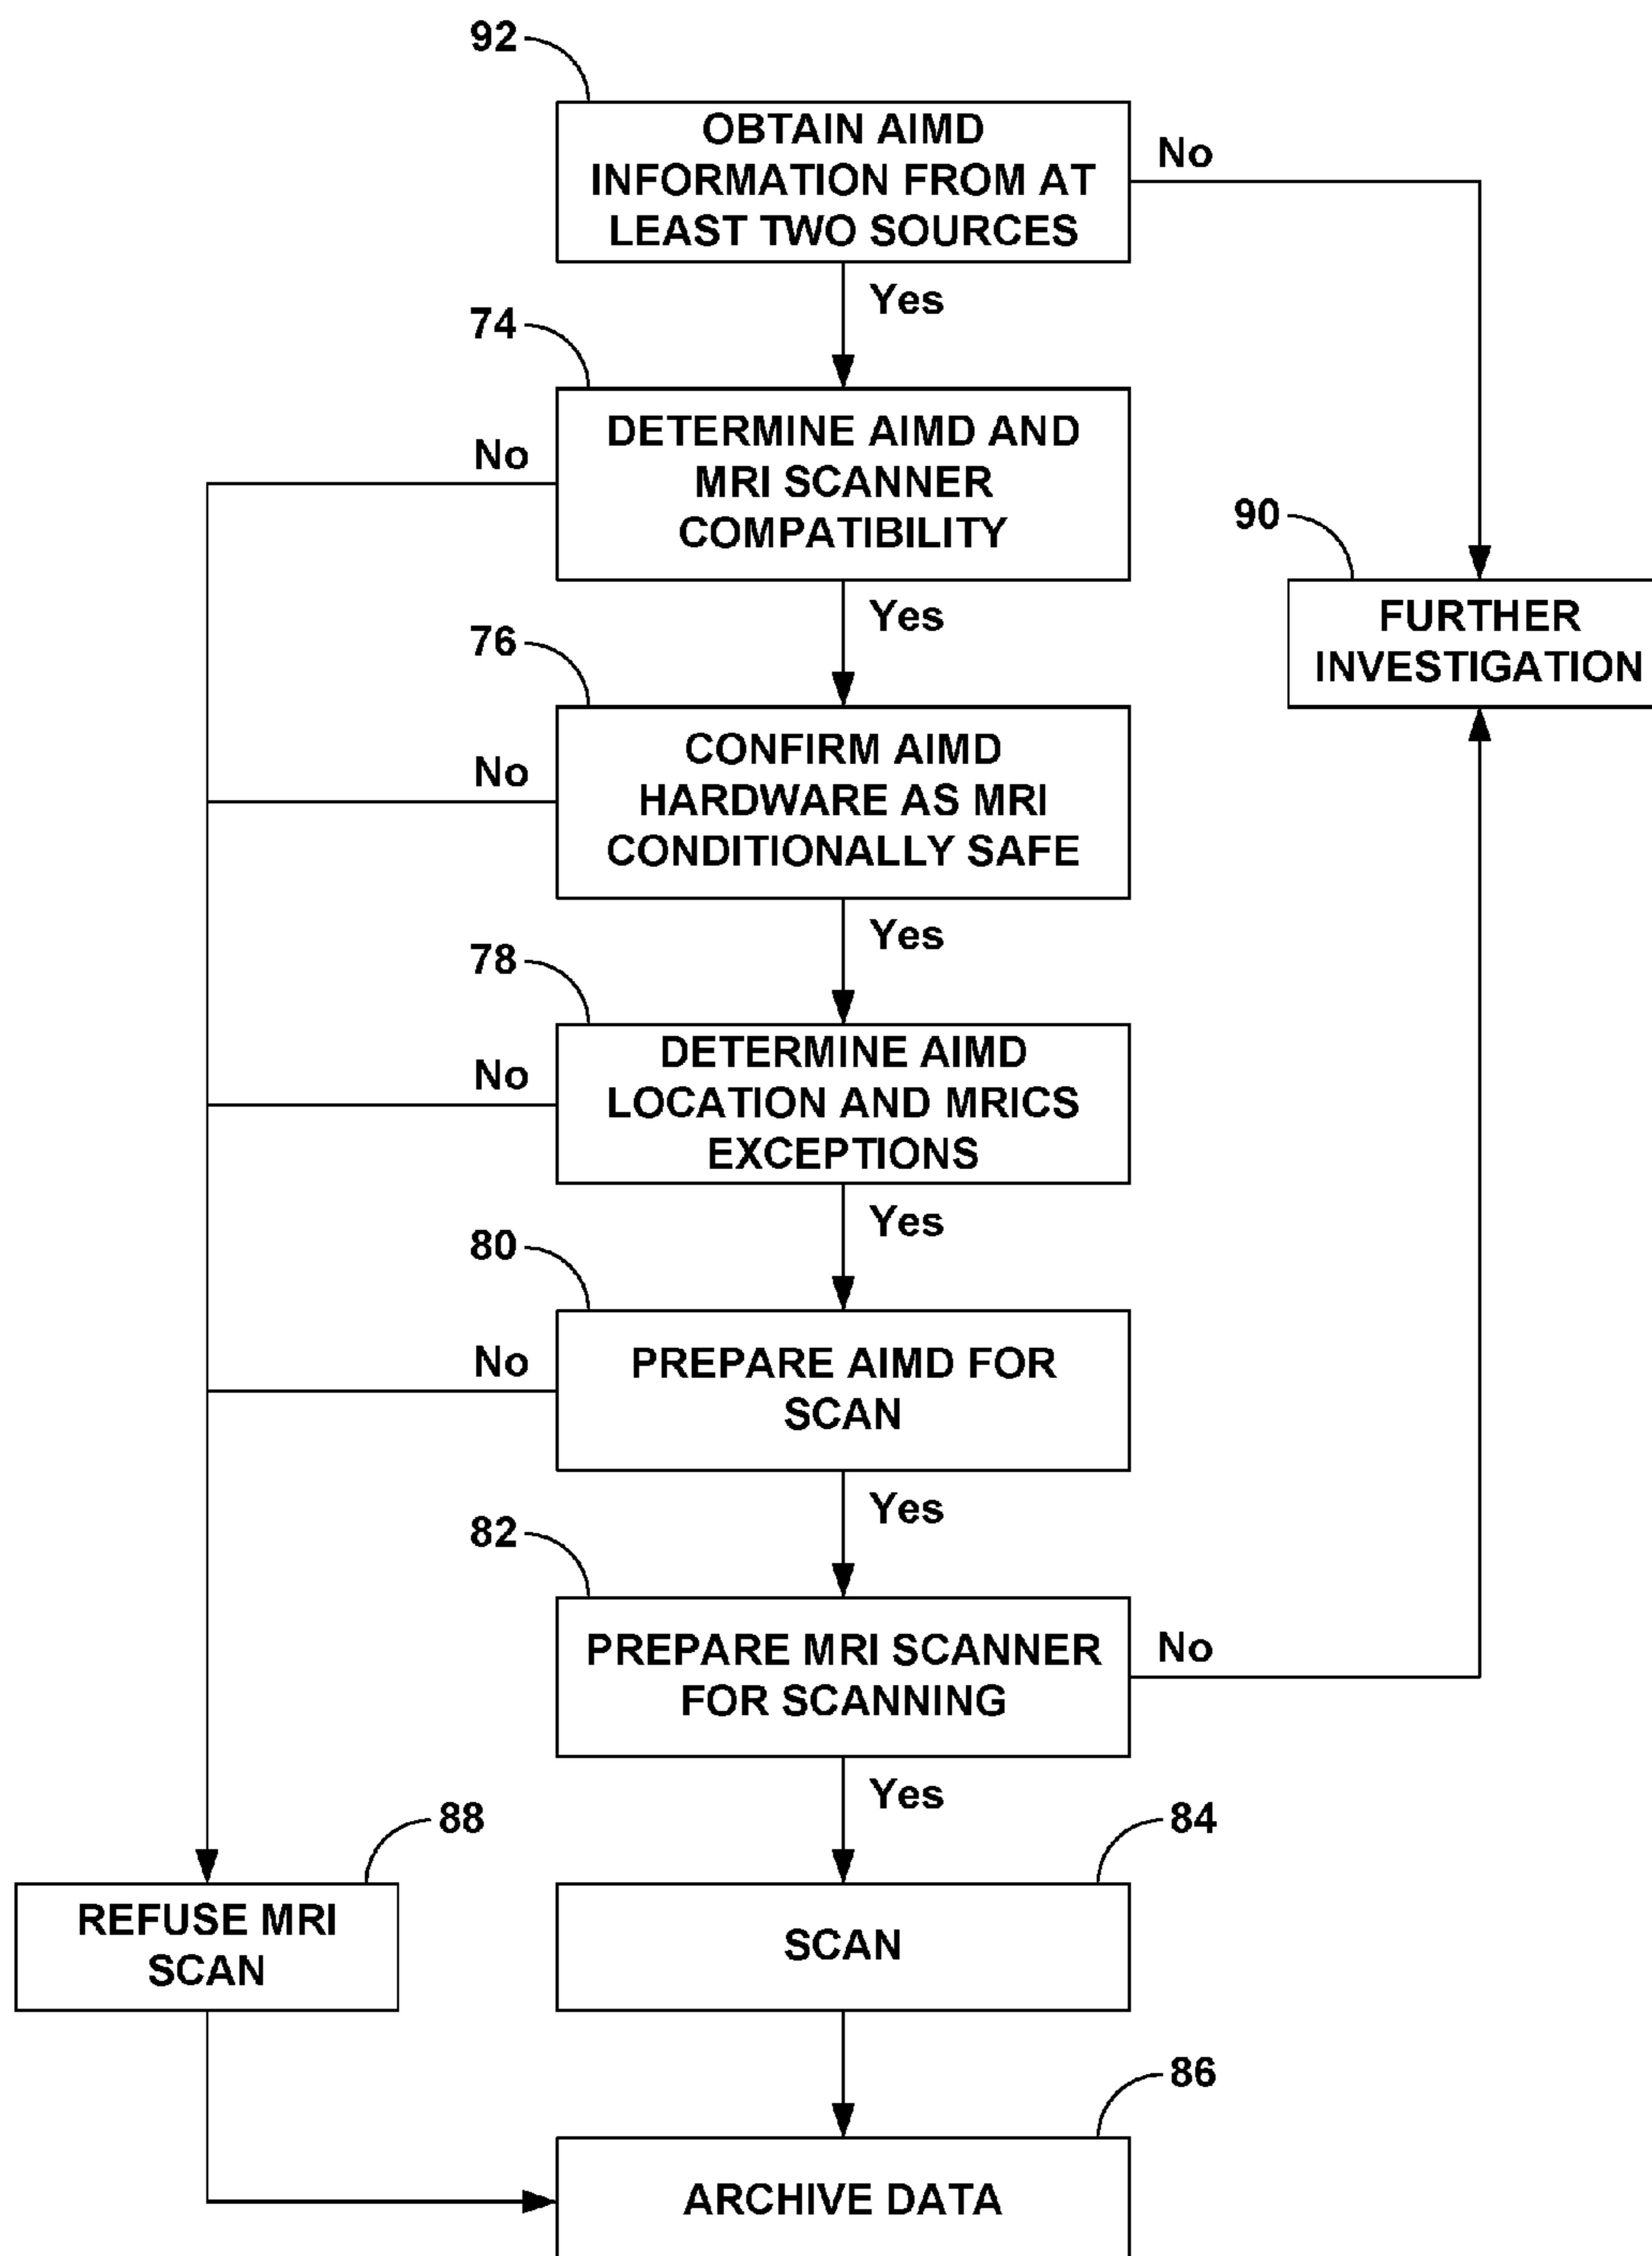 92
OBTAIN AIMD
INFORMATION FROM AT
LEAST TWO SOURCES
No
Yes
74
DETERMINE AIMD AND
MRI SCANNER
COMPATIBILITY
No
Yes
90
FURTHER
INVESTIGATION
76
CONFIRM AIMD
HARDWARE AS MRI
CONDITIONALLY SAFE
No
Yes
78
DETERMINE AIMD
LOCATION AND MRICS
EXCEPTIONS
No
Yes
80
PREPARE AIMD FOR
SCAN
No
Yes
82
PREPARE MRI SCANNER
FOR SCANNING
No
Yes
88
REFUSE MRI
SCAN
84
SCAN
86
ARCHIVE DATA